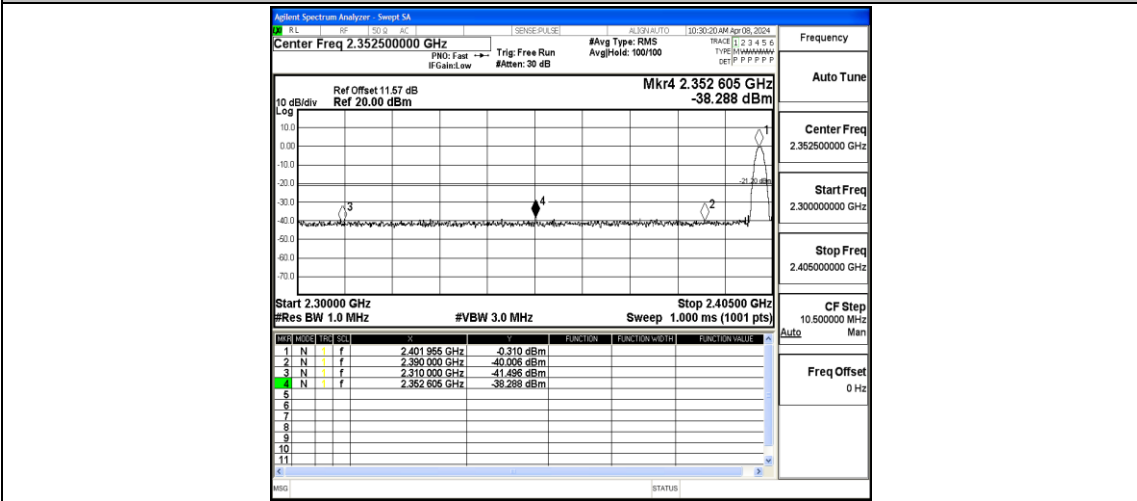 Agilent Spectrum Analyzer - Swept SA
RL RF 50 Ω AC SENSE:PULSE ALIGN AUTO 10:30:20 AM Apr 08, 2024
Center Freq 2.352500000 GHz
PNO: Fast
IFGain:Low
Trig: Free Run
#Atten: 30 dB
#Avg Type: RMS
Avg|Hold: 100/100
TRACE 1 2 3 4 5 6
TYPE M W W W W W
DET P P P P P P
Mkr4 2.352 605 GHz
-38.288 dBm
Ref Offset 11.57 dB
10 dB/div Ref 20.00 dBm
Log
10.0
0.00
-10.0
-20.0
-30.0
-40.0
-50.0
-60.0
-70.0
1
-21.20 dBm
3
4
2
Start 2.30000 GHz Stop 2.40500 GHz
#Res BW 1.0 MHz #VBW 3.0 MHz Sweep 1.000 ms (1001 pts)
MKR MODE TRC SCL X Y FUNCTION FUNCTION WIDTH FUNCTION VALUE
1 N 1 f 2.401 955 GHz -0.310 dBm
2 N 1 f 2.390 000 GHz -40.006 dBm
3 N 1 f 2.310 000 GHz -41.496 dBm
4 N 1 f 2.352 605 GHz -38.288 dBm
5
6
7
8
9
10
11
MSG STATUS
Frequency
Auto Tune
Center Freq
2.352500000 GHz
Start Freq
2.300000000 GHz
Stop Freq
2.405000000 GHz
CF Step
10.500000 MHz
Auto Man
Freq Offset
0 Hz